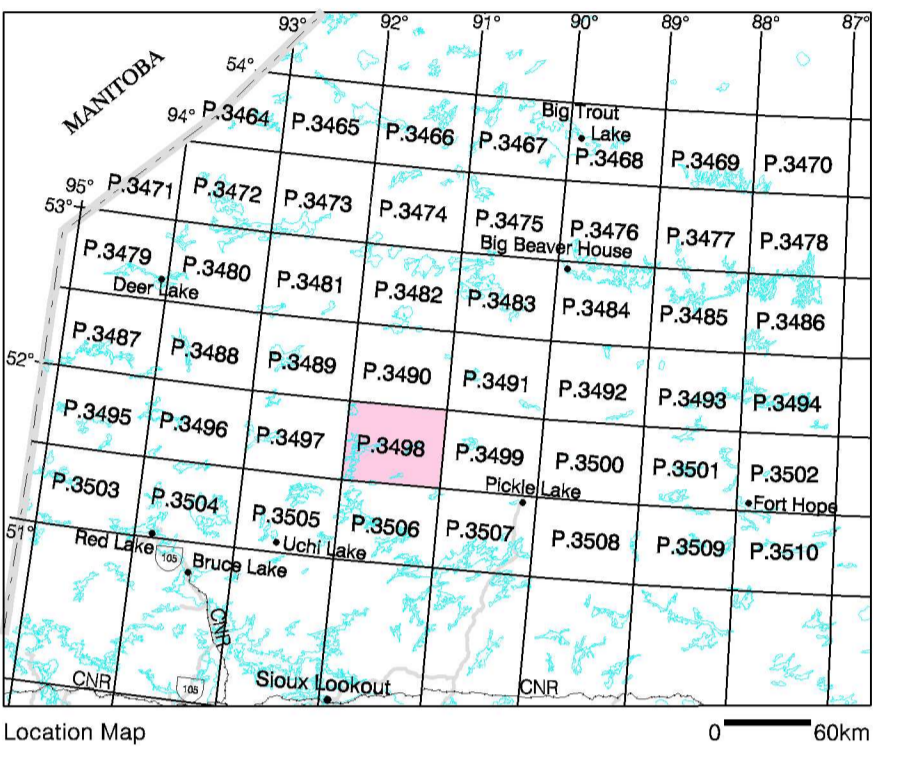 93° 92° 91° 90° 89° 88° 87°
54°
MANITOBA
94° P.3464 P.3465 P.3466 P.3467
Big Trout
Lake
P.3468 P.3469 P.3470
95° P.3471 P.3472 P.3473 P.3474 P.3475 P.3476 P.3477 P.3478
53°
Big Beaver House
P.3479 P.3480 P.3481 P.3482 P.3483 P.3484 P.3485 P.3486
Deer Lake
P.3487 P.3488 P.3489 P.3490 P.3491 P.3492 P.3493 P.3494
52°
P.3495 P.3496 P.3497 P.3498 P.3499 P.3500 P.3501 P.3502
Pickle Lake
Fort Hope
P.3503 P.3504 P.3505 P.3506 P.3507 P.3508 P.3509 P.3510
51°
Red Lake
Uchi Lake
105
Bruce Lake
CNR
Sioux Lookout
CNR
105
CNR
Location Map
0 60km